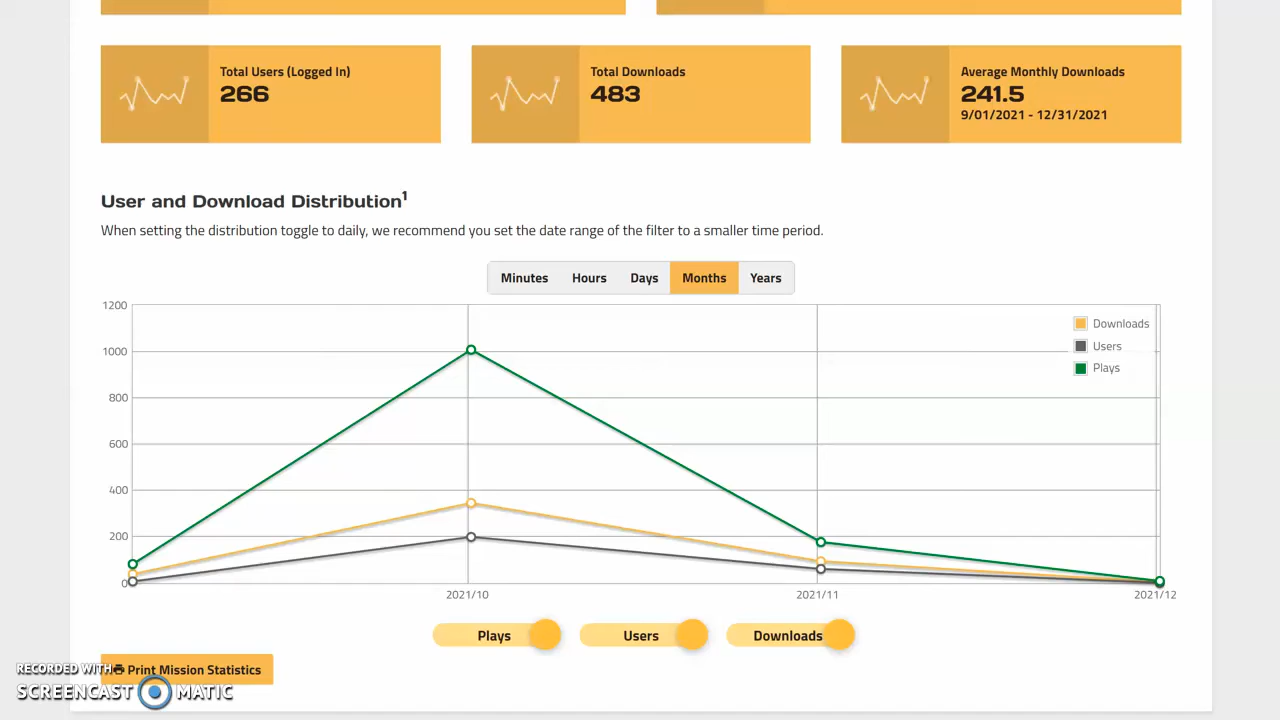 Total Users (Logged In)
266
Total Downloads
483
Average Monthly Downloads
241.5
9/01/2021 - 12/31/2021
User and Download Distribution1
When setting the distribution toggle to daily, we recommend you set the date range of the filter to a smaller time period.
Minutes Hours Days Months Years
1200
1000
800
600
400
200
0
Downloads
Users
Plays
2021/10 2021/11 2021/12
Plays Users Downloads
Print Mission Statistics
RECORDED WITH
SCREENCAST MATIC